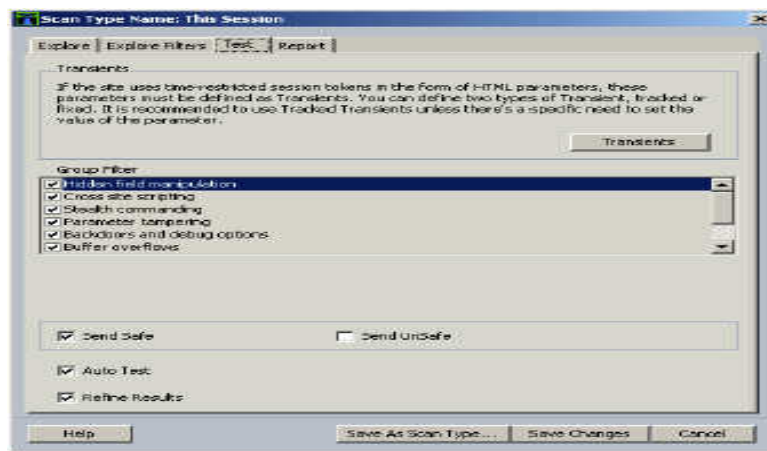 Scan Type Name: This Session
Explore Explore Filters Test Report
Transients
If the site uses time-restricted session tokens in the form of HTML parameters, these
parameters must be defined as Transients. You can define two types of Transient, tracked or
fixed. It is recommended to use Tracked Transients unless there's a specific need to set the
value of the parameter.
Transients
Group Filter
Hidden field manipulation
Cross site scripting
Stealth commanding
Parameter tampering
Backdoors and debug options
Buffer overflows
Send Safe Send UnSafe
Auto Test
Refine Results
Help Save As Scan Type... Save Changes Cancel